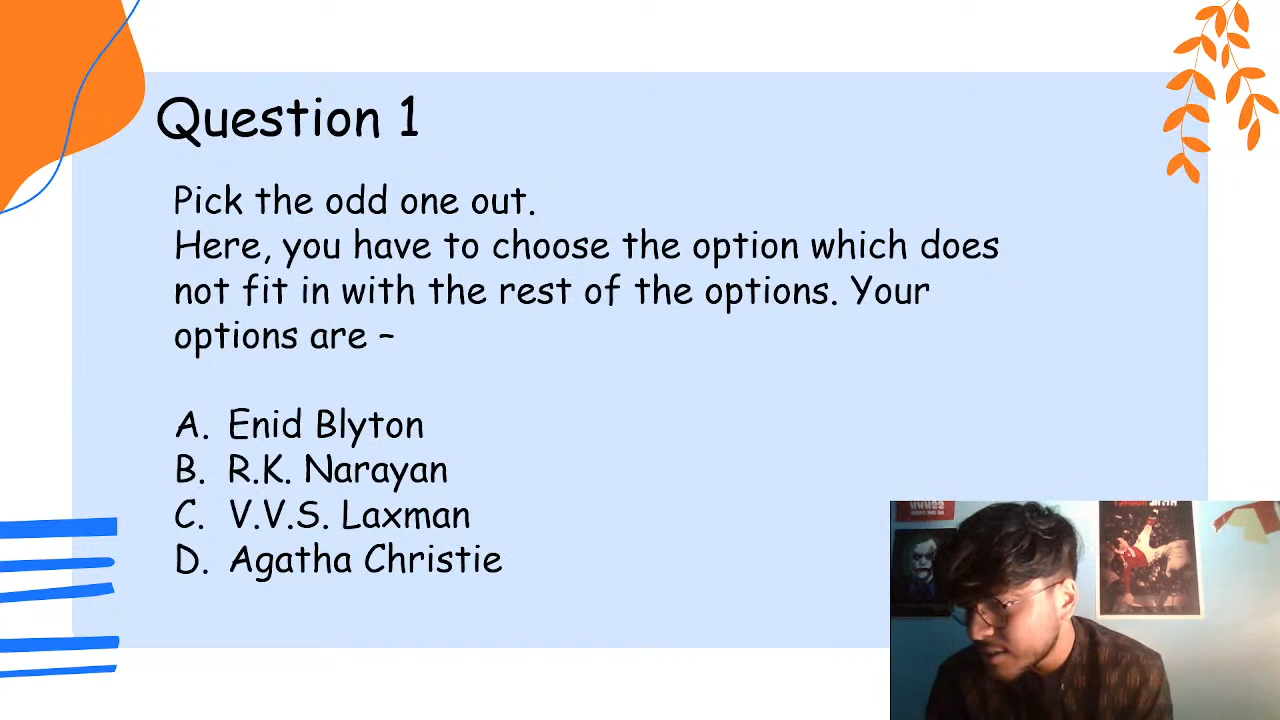 Question 1
Pick the odd one out.
Here, you have to choose the option which does
not fit in with the rest of the options. Your
options are –
A. Enid Blyton
B. R.K. Narayan
C. V.V.S. Laxman
D. Agatha Christie